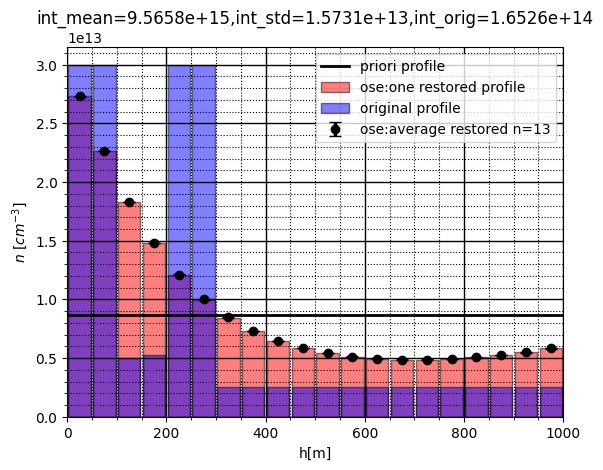 int_mean=9.5658e+15,int_std=1.5731e+13,int_orig=1.6526e+14
1e13
3.0
2.5
2.0
1.5
1.0
0.5
0.0
n [cm⁻³]
priori profile
ose:one restored profile
original profile
ose:average restored n=13
0 200 400 600 800 1000
h[m]